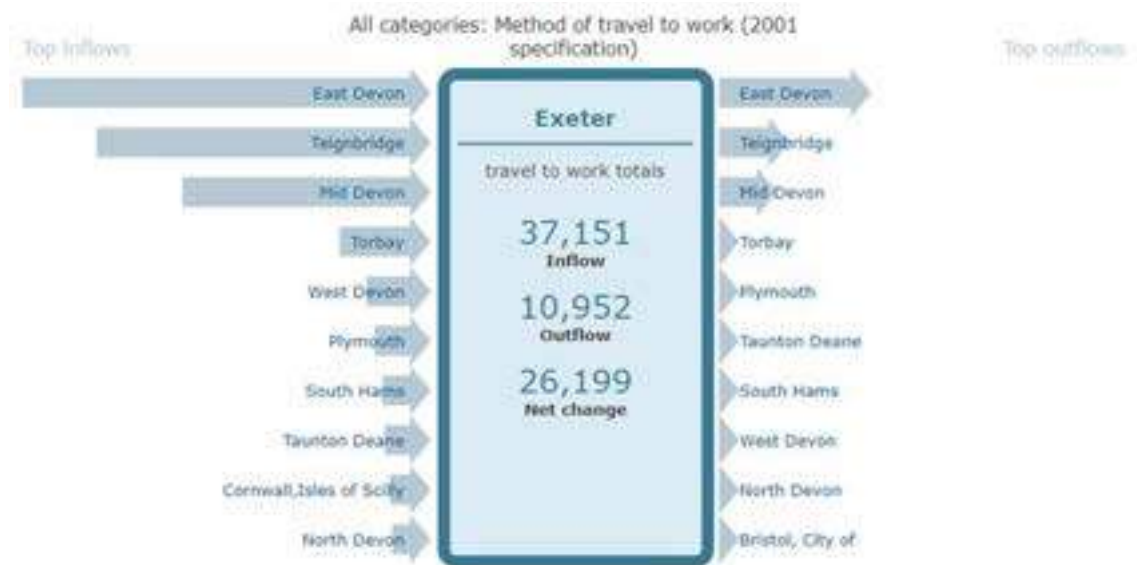 All categories: Method of travel to work (2001
specification)
Top Inflows
Top outflows
East Devon
Teignbridge
Mid Devon
Torbay
West Devon
Plymouth
South Hams
Taunton Deane
Cornwall,Isles of Scilly
North Devon
Exeter
travel to work totals
37,151
Inflow
10,952
Outflow
26,199
Net change
East Devon
Teignbridge
Mid Devon
Torbay
Plymouth
Taunton Deane
South Hams
West Devon
North Devon
Bristol, City of